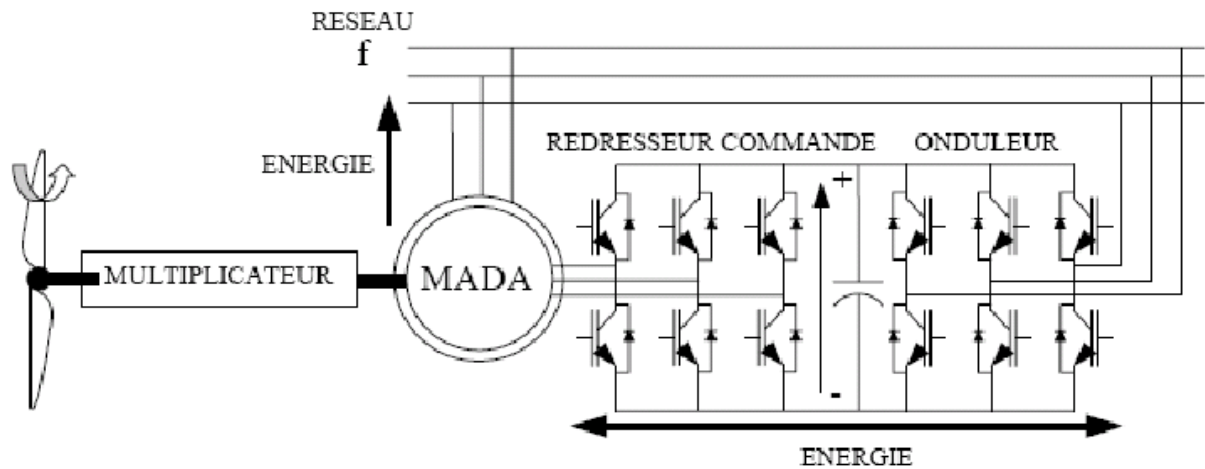 RESEAU
f
REDRESSEUR COMMANDE
ONDULEUR
ENERGIE
+
MULTIPLICATEUR
MADA
-
ENERGIE